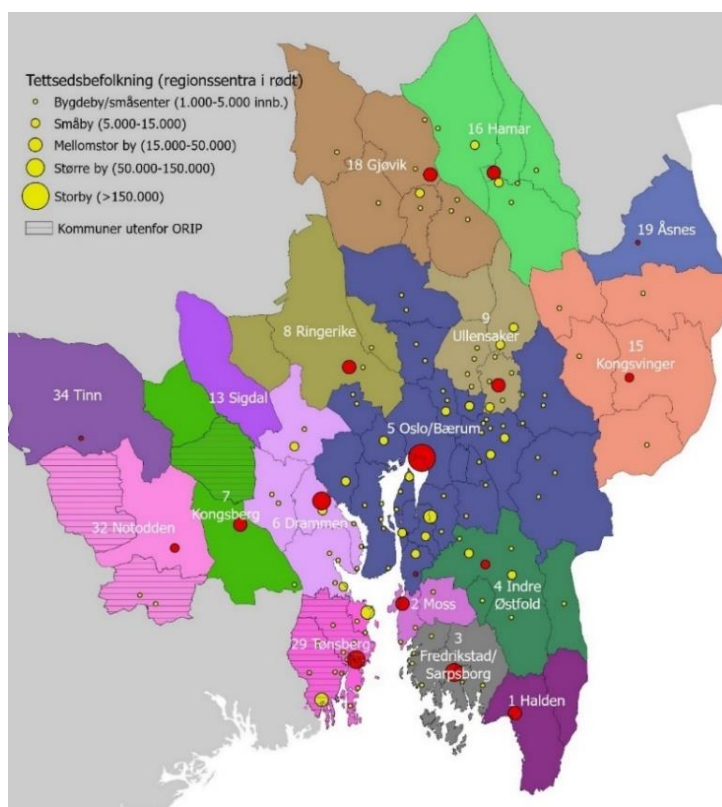 Tettsedsbefolkning (regionssentra i rødt)
Bygdeby/småsenter (1.000-5.000 innb.)
Småby (5.000-15.000)
Mellomstor by (15.000-50.000)
Større by (50.000-150.000)
Storby (>150.000)
Kommuner utenfor ORIP
16 Hamar
18 Gjøvik
19 Åsnes
9
Ullensaker
8 Ringerike
15
Kongsvinger
34 Tinn
13 Sigdal
5 Oslo/Bærum
7
Kongsberg
32 Notodden
6 Drammen
4 Indre
Østfold
2 Moss
3
Fredrikstad/
Sarpsborg
29 Tønsberg
1 Halden